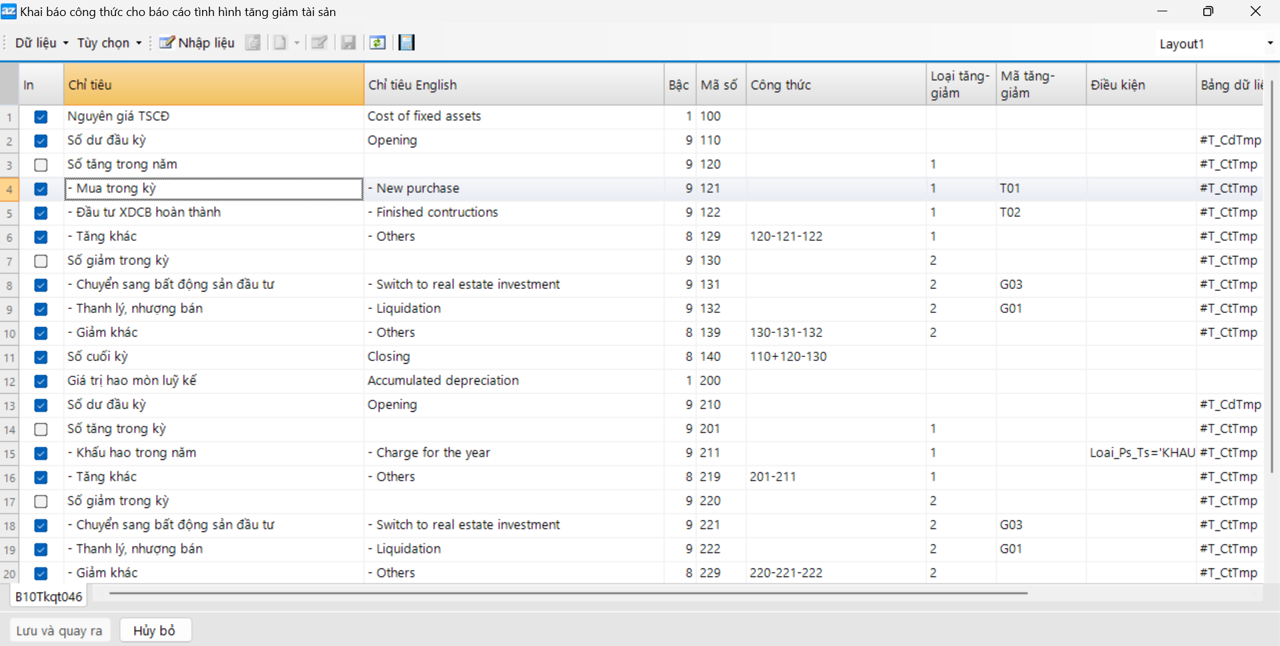 Khai báo công thức cho báo cáo tình hình tăng giảm tài sản
Dữ liệu Tùy chọn Nhập liệu Layout1
In Chỉ tiêu Chỉ tiêu English Bậc Mã số Công thức Loại tăng-giảm Mã tăng-giảm Điều kiện Bảng dữ liệ
1 Nguyên giá TSCĐ Cost of fixed assets 1 100
2 Số dư đầu kỳ Opening 9 110 #T_CdTmp
3 Số tăng trong năm 9 120 1 #T_CtTmp
4 - Mua trong kỳ - New purchase 9 121 1 T01 #T_CtTmp
5 - Đầu tư XDCB hoàn thành - Finished contructions 9 122 1 T02 #T_CtTmp
6 - Tăng khác - Others 8 129 120-121-122 1 #T_CtTmp
7 Số giảm trong kỳ 9 130 2 #T_CtTmp
8 - Chuyển sang bất động sản đầu tư - Switch to real estate investment 9 131 2 G03 #T_CtTmp
9 - Thanh lý, nhượng bán - Liquidation 9 132 2 G01 #T_CtTmp
10 - Giảm khác - Others 8 139 130-131-132 2 #T_CtTmp
11 Số cuối kỳ Closing 8 140 110+120-130
12 Giá trị hao mòn luỹ kế Accumulated depreciation 1 200
13 Số dư đầu kỳ Opening 9 210 #T_CdTmp
14 Số tăng trong kỳ 9 201 1 #T_CtTmp
15 - Khấu hao trong năm - Charge for the year 9 211 1 Loai_Ps_Ts='KHAU #T_CtTmp
16 - Tăng khác - Others 8 219 201-211 1 #T_CtTmp
17 Số giảm trong kỳ 9 220 2 #T_CtTmp
18 - Chuyển sang bất động sản đầu tư - Switch to real estate investment 9 221 2 G03 #T_CtTmp
19 - Thanh lý, nhượng bán - Liquidation 9 222 2 G01 #T_CtTmp
20 - Giảm khác - Others 8 229 220-221-222 2 #T_CtTmp
B10Tkqt046
Lưu và quay ra Hủy bỏ